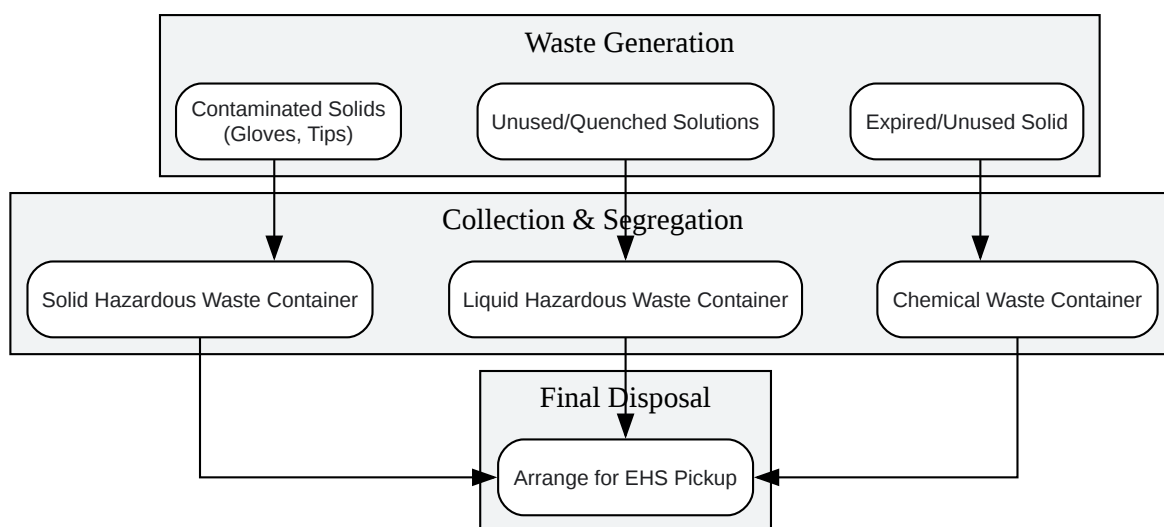 Waste Generation
Contaminated Solids
(Gloves, Tips)
Unused/Quenched Solutions
Expired/Unused Solid
Collection & Segregation
Solid Hazardous Waste Container
Liquid Hazardous Waste Container
Chemical Waste Container
Final Disposal
Arrange for EHS Pickup